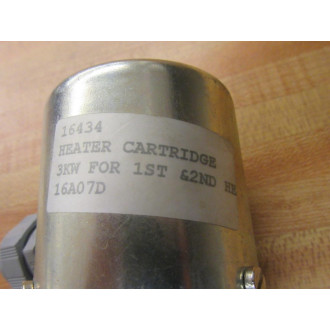 16434
HEATER CARTRIDGE
3KW FOR 1ST &2ND HE
16A07D